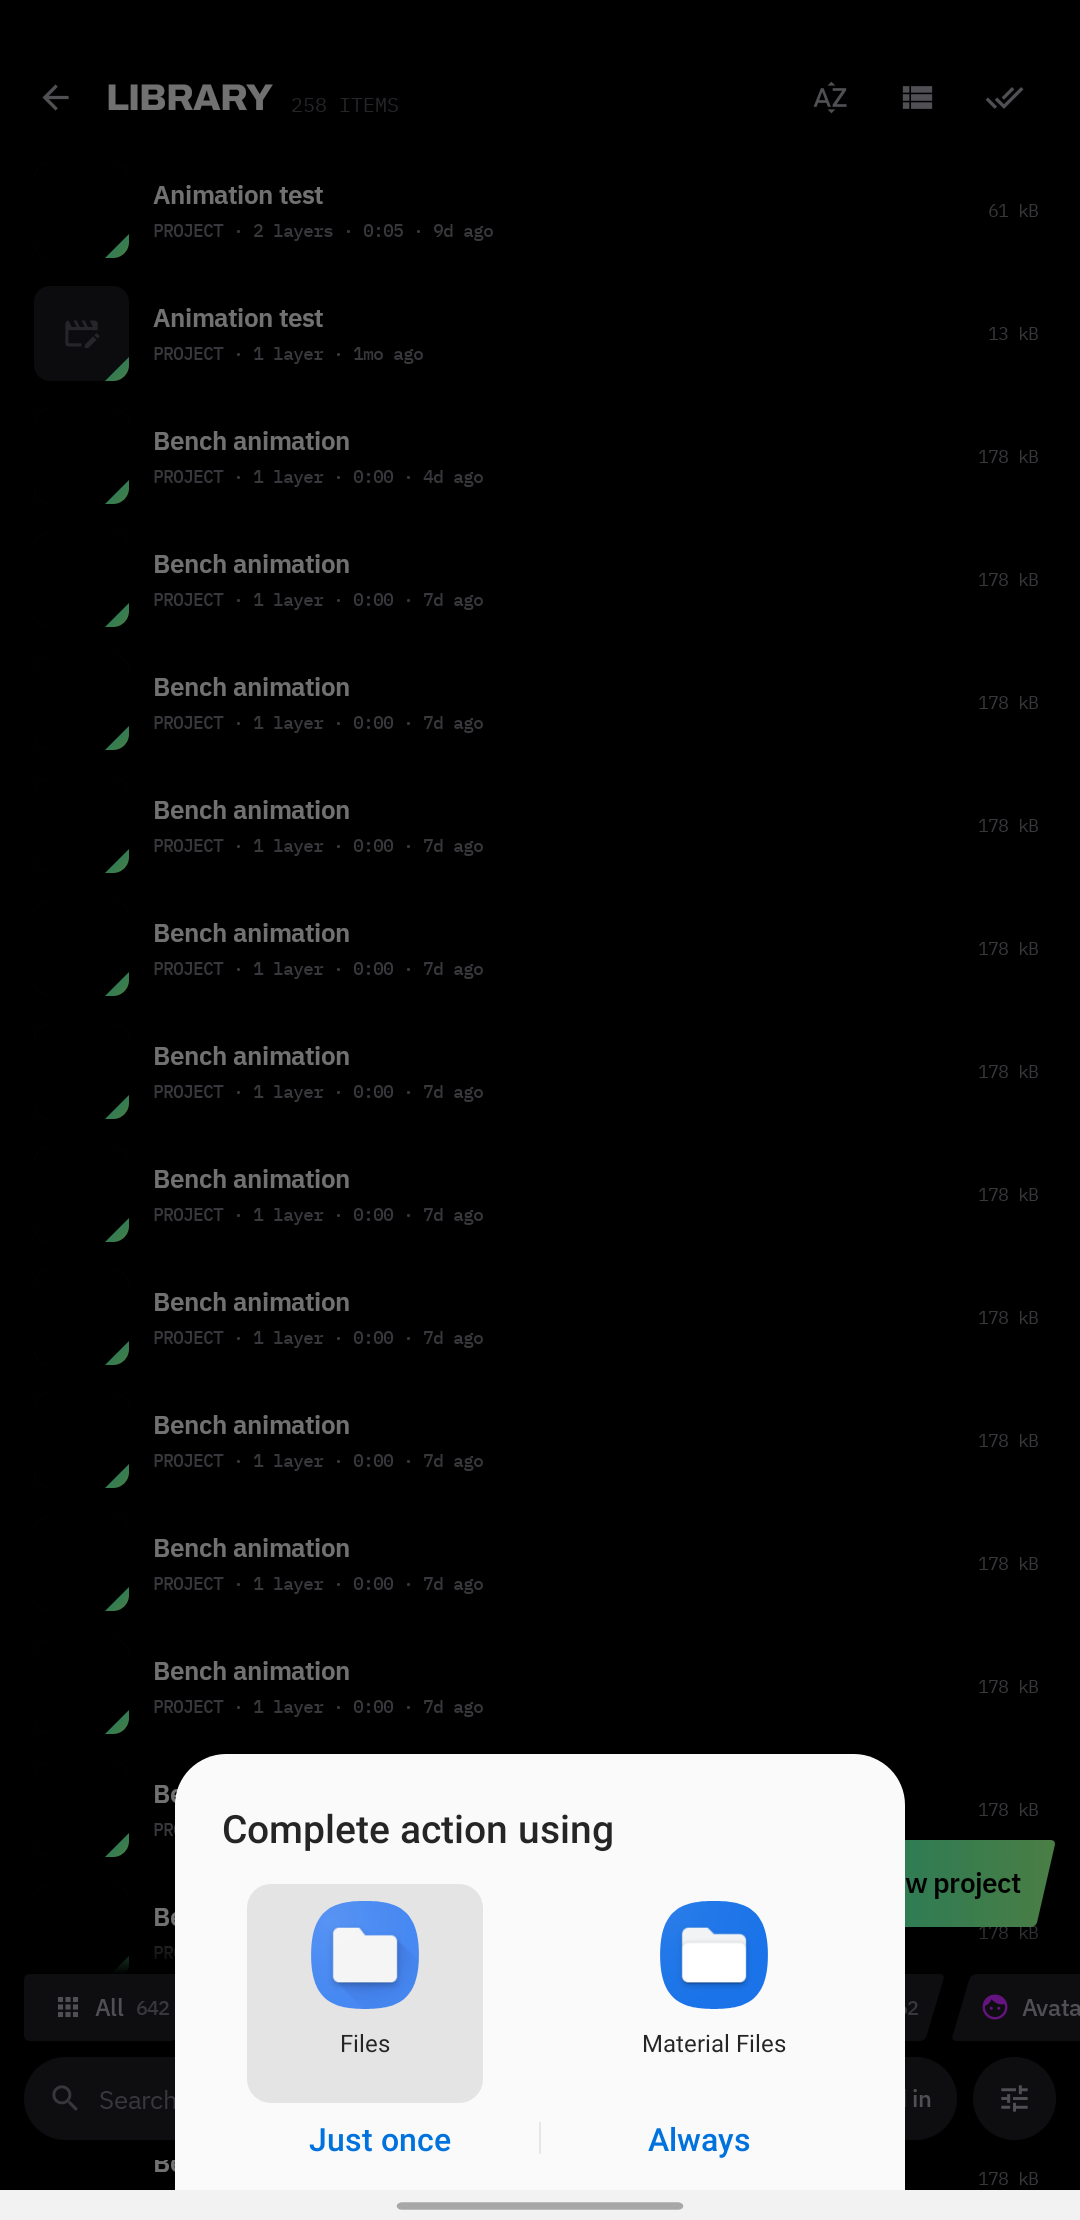 LIBRARY 258 ITEMS
Animation test
PROJECT · 2 layers · 0:05 · 9d ago
61 kB
Animation test
PROJECT · 1 layer · 1mo ago
13 kB
Bench animation
PROJECT · 1 layer · 0:00 · 4d ago
178 kB
Bench animation
PROJECT · 1 layer · 0:00 · 7d ago
178 kB
Bench animation
PROJECT · 1 layer · 0:00 · 7d ago
178 kB
Bench animation
PROJECT · 1 layer · 0:00 · 7d ago
178 kB
Bench animation
PROJECT · 1 layer · 0:00 · 7d ago
178 kB
Bench animation
PROJECT · 1 layer · 0:00 · 7d ago
178 kB
Bench animation
PROJECT · 1 layer · 0:00 · 7d ago
178 kB
Bench animation
PROJECT · 1 layer · 0:00 · 7d ago
178 kB
Bench animation
PROJECT · 1 layer · 0:00 · 7d ago
178 kB
Bench animation
PROJECT · 1 layer · 0:00 · 7d ago
178 kB
Bench animation
PROJECT · 1 layer · 0:00 · 7d ago
178 kB
178 kB
Complete action using
w project
178 kB
Files
Material Files
All 642
Search
in
Just once
Always
178 kB